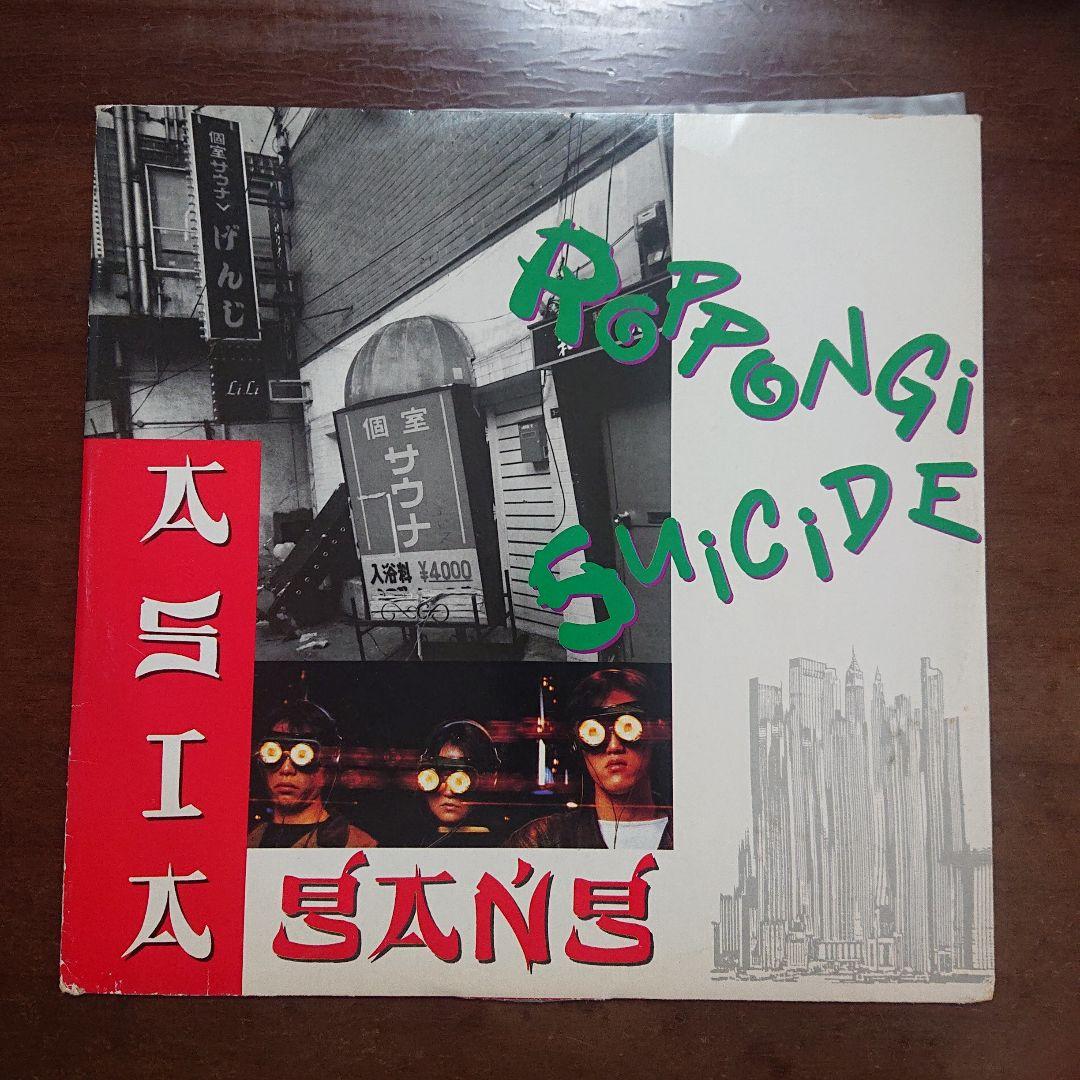 個室サウナ
げんじ
LiLi
個室
サウナ
入浴料 ¥4000
ROPPONGi
SUiCiDE
ASIA
GANG